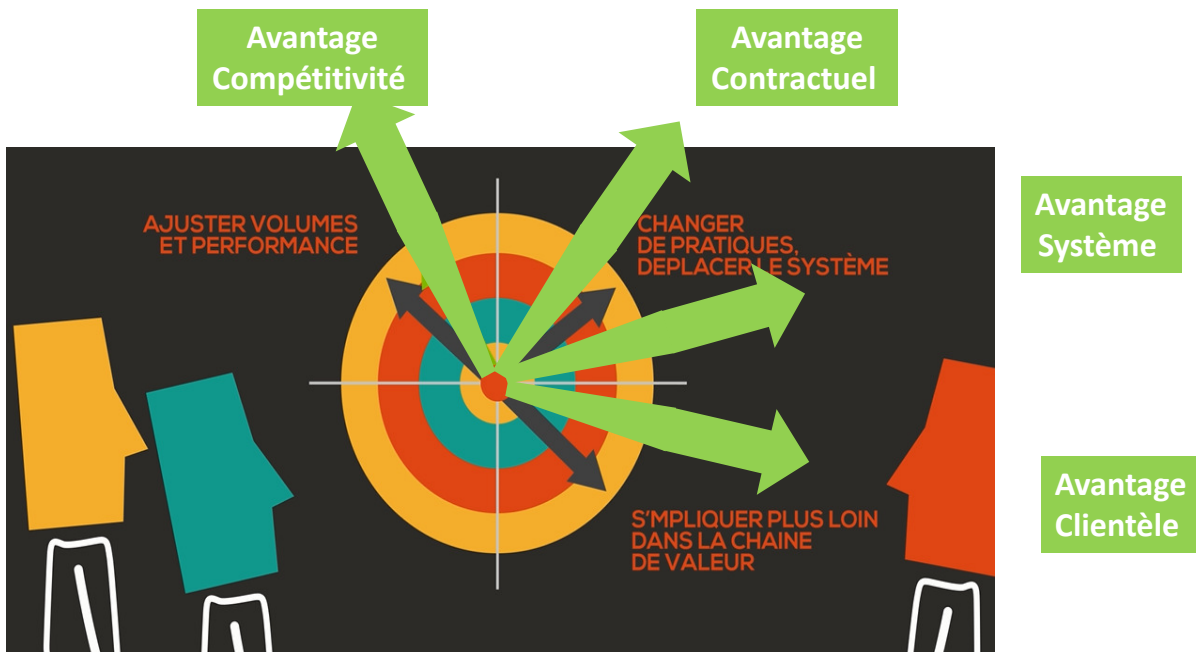 Avantage
Compétitivité
Avantage
Contractuel
AJUSTER VOLUMES
ET PERFORMANCE
CHANGER
DE PRATIQUES,
DEPLACER LE SYSTÈME
Avantage
Système
S'MPLIQUER PLUS LOIN
DANS LA CHAINE
DE VALEUR
Avantage
Clientèle